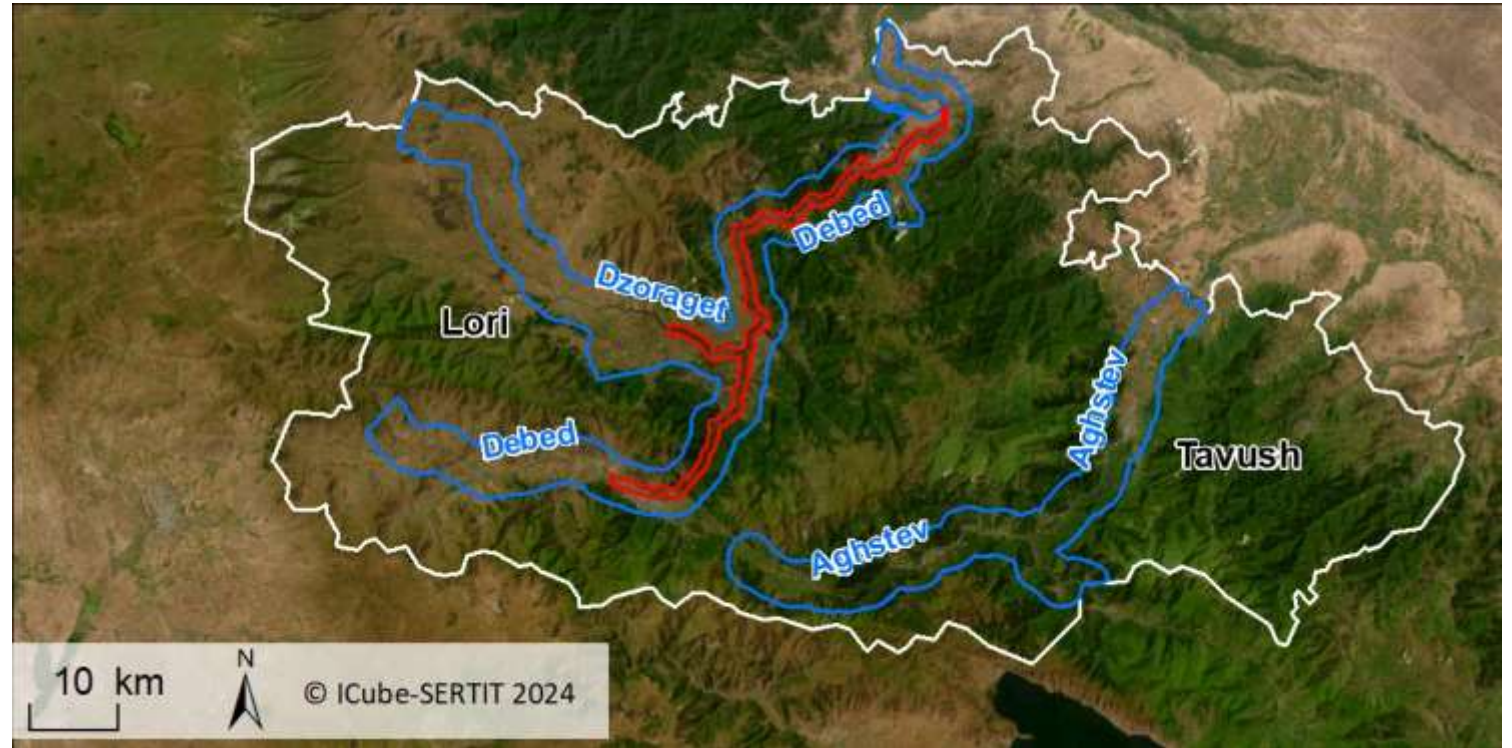 Debed
Dzoraget
Lori
Aghstev
Debed
Tavush
Aghstev
N
10 km
© ICube-SERTIT 2024